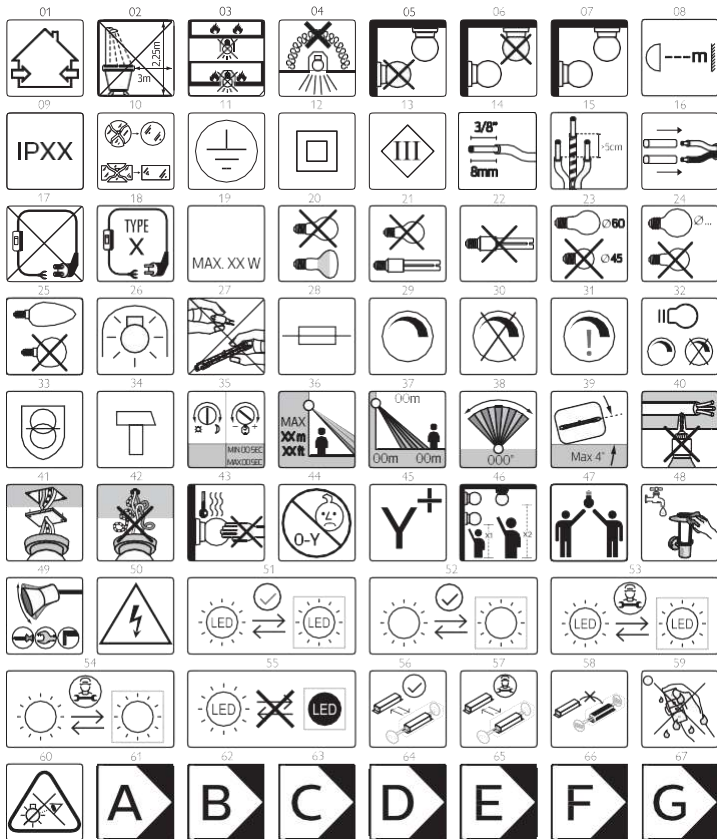 01 02 03 04 05 06 07 08
2,25m
3m
m
09 10 11 12 13 14 15 16
IPXX
III
3/8"
8mm
>5cm
17 18 19 20 21 22 23 24
TYPE
X
MAX. XX W
Ø60
Ø45
Ø...
25 26 27 28 29 30 31 32
!
33 34 35 36 37 38 39 40
MIN 00 SEC
MAX 00 SEC
MAX
XXm
XXft
00m
00m 00m
000°
Max 4°
41 42 43 44 45 46 47 48
0-Y
Y+
X1
X2
49 50 51 52 53
LED LED
LED LED
54 55 56 57 58 59
LED LED
60 61 62 63 64 65 66 67
A B C D E F G